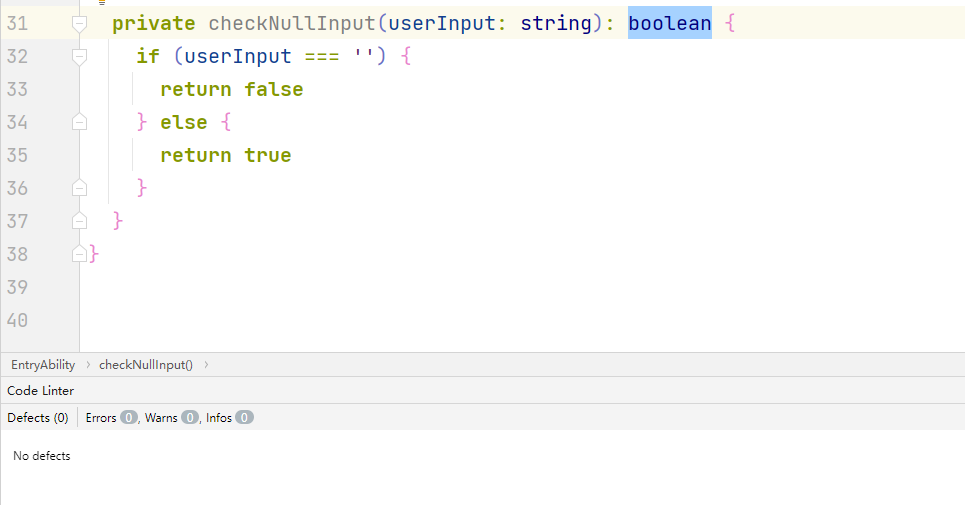 31 private checkNullInput(userInput: string): boolean {
32 if (userInput === '') {
33 return false
34 } else {
35 return true
36 }
37 }
38 }
39
40
EntryAbility › checkNullInput() ›
Code Linter
Defects (0) Errors 0, Warns 0, Infos 0
No defects